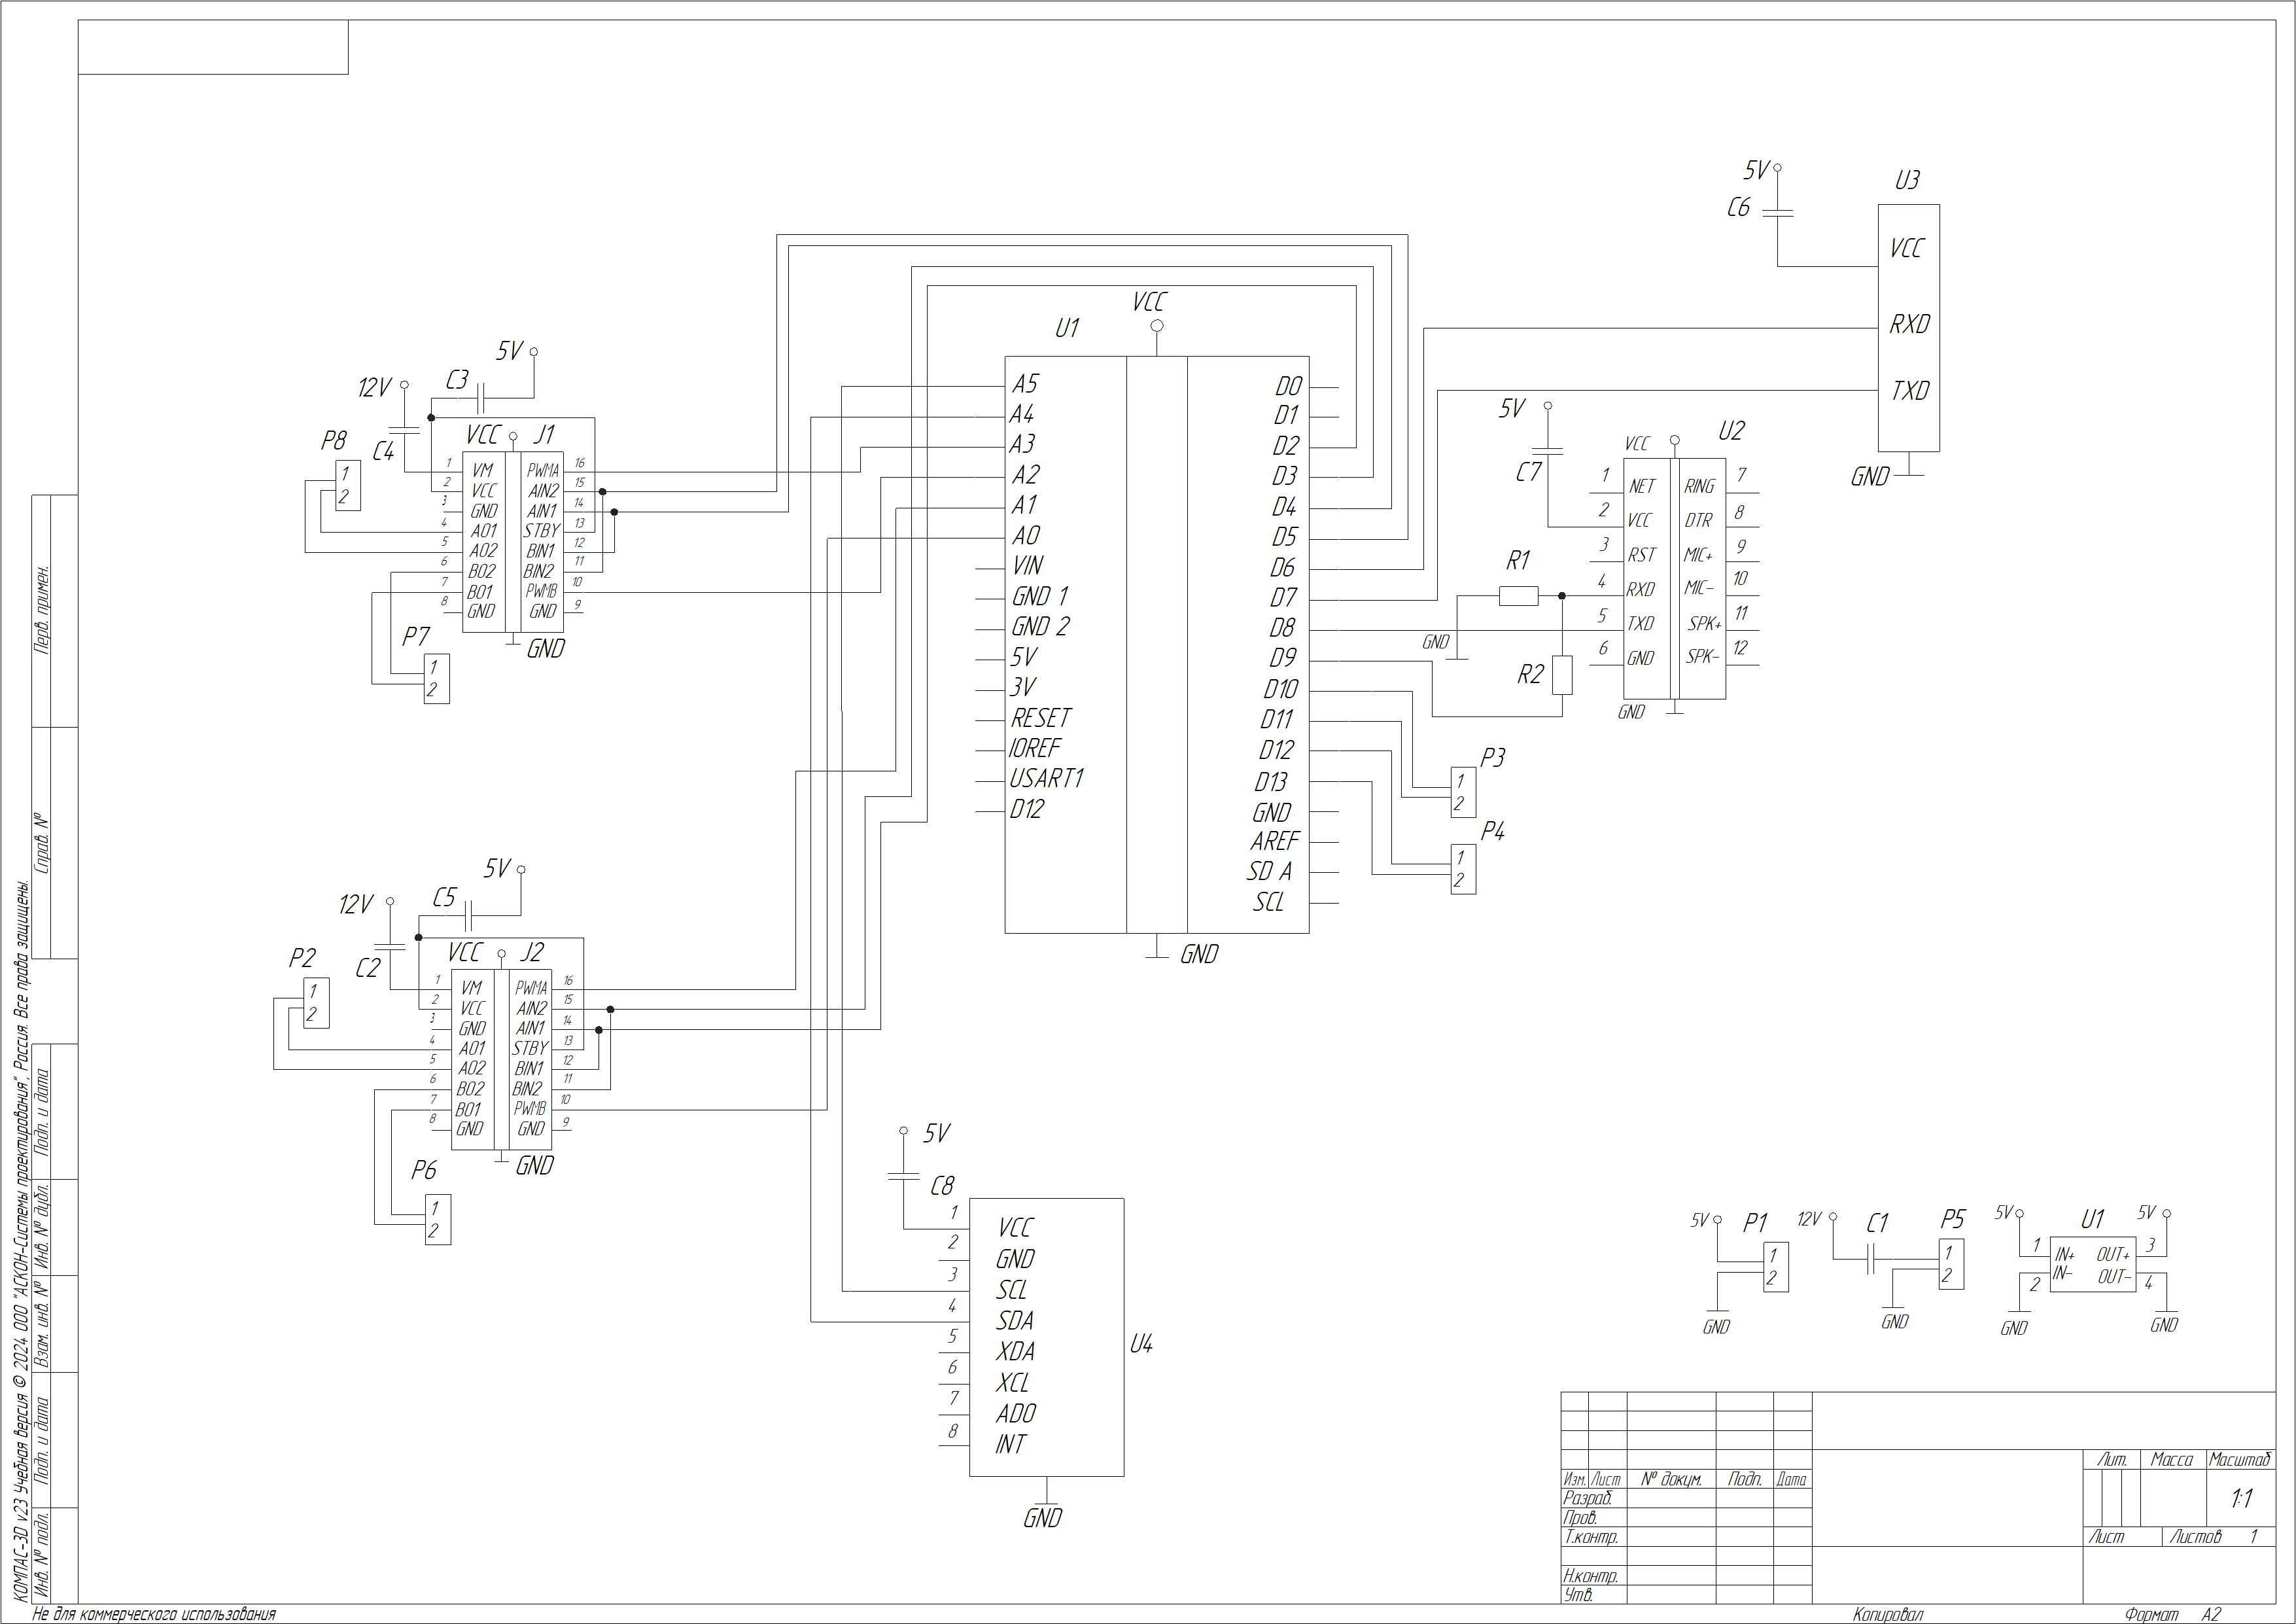 5V
C6
U3
VCC
RXD
TXD
GND
VCC
U1
A5
A4
A3
A2
A1
A0
VIN
GND 1
GND 2
5V
3V
RESET
IOREF
USART1
D12
D0
D1
D2
D3
D4
D5
D6
D7
D8
D9
D10
D11
D12
D13
GND
AREF
SD A
SCL
GND
5V
12V
C3
C4
P8
1
2
VCC
J1
1 VM PWMA 16
2 VCC AIN2 15
3 GND AIN1 14
4 AO1 STBY 13
5 AO2 BIN1 12
6 BO2 BIN2 11
7 BO1 PWMB 10
8 GND GND 9
GND
P7
1
2
5V
C7
VCC
U2
1 NET RING 7
2 VCC DTR 8
3 RST MIC+ 9
4 RXD MIC- 10
5 TXD SPK+ 11
6 GND SPK- 12
GND
R1
GND
R2
P3
1
2
P4
1
2
5V
12V
C5
C2
P2
1
2
VCC
J2
1 VM PWMA 16
2 VCC AIN2 15
3 GND AIN1 14
4 AO1 STBY 13
5 AO2 BIN1 12
6 BO2 BIN2 11
7 BO1 PWMB 10
8 GND GND 9
GND
P6
1
2
5V
C8
1 VCC
2 GND
3 SCL
4 SDA
5 XDA
6 XCL
7 ADO
8 INT
U4
GND
5V
P1
1
2
GND
12V
C1
P5
1
2
GND
5V
U1
5V
1 IN+ OUT+ 3
2 IN- OUT- 4
GND
GND
Перв. примен.
Справ. №
Подп. и дата
Инв. № дубл.
Взам. инв. №
Подп. и дата
Инв. № подл.
КОМПАС-3D v23 Учебная версия © 2024 ООО "АСКОН-Системы проектирования", Россия. Все права защищены.
Лит. Масса Масштаб
Изм. Лист № докум. Подп. Дата
Разраб.
1:1
Пров.
Т.контр.
Лист Листов 1
Н.контр.
Утв.
Не для коммерческого использования
Копировал
Формат A2